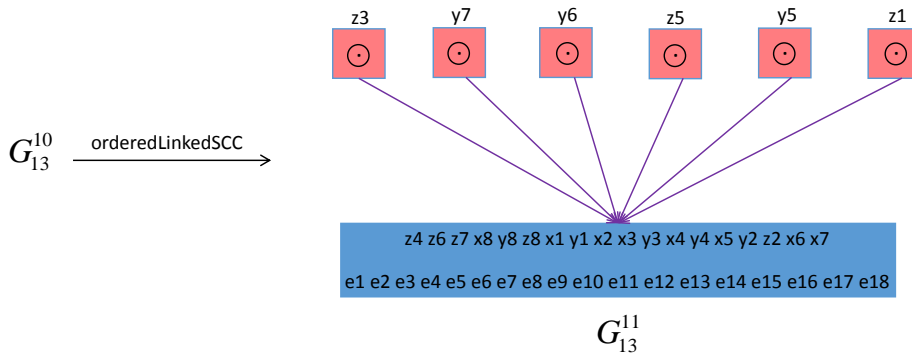 z3 y7 y6 z5 y5 z1
⊙ ⊙ ⊙ ⊙ ⊙ ⊙
G_{13}^{10} orderedLinkedSCC
z4 z6 z7 x8 y8 z8 x1 y1 x2 x3 y3 x4 y4 x5 y2 z2 x6 x7
e1 e2 e3 e4 e5 e6 e7 e8 e9 e10 e11 e12 e13 e14 e15 e16 e17 e18
G_{13}^{11}